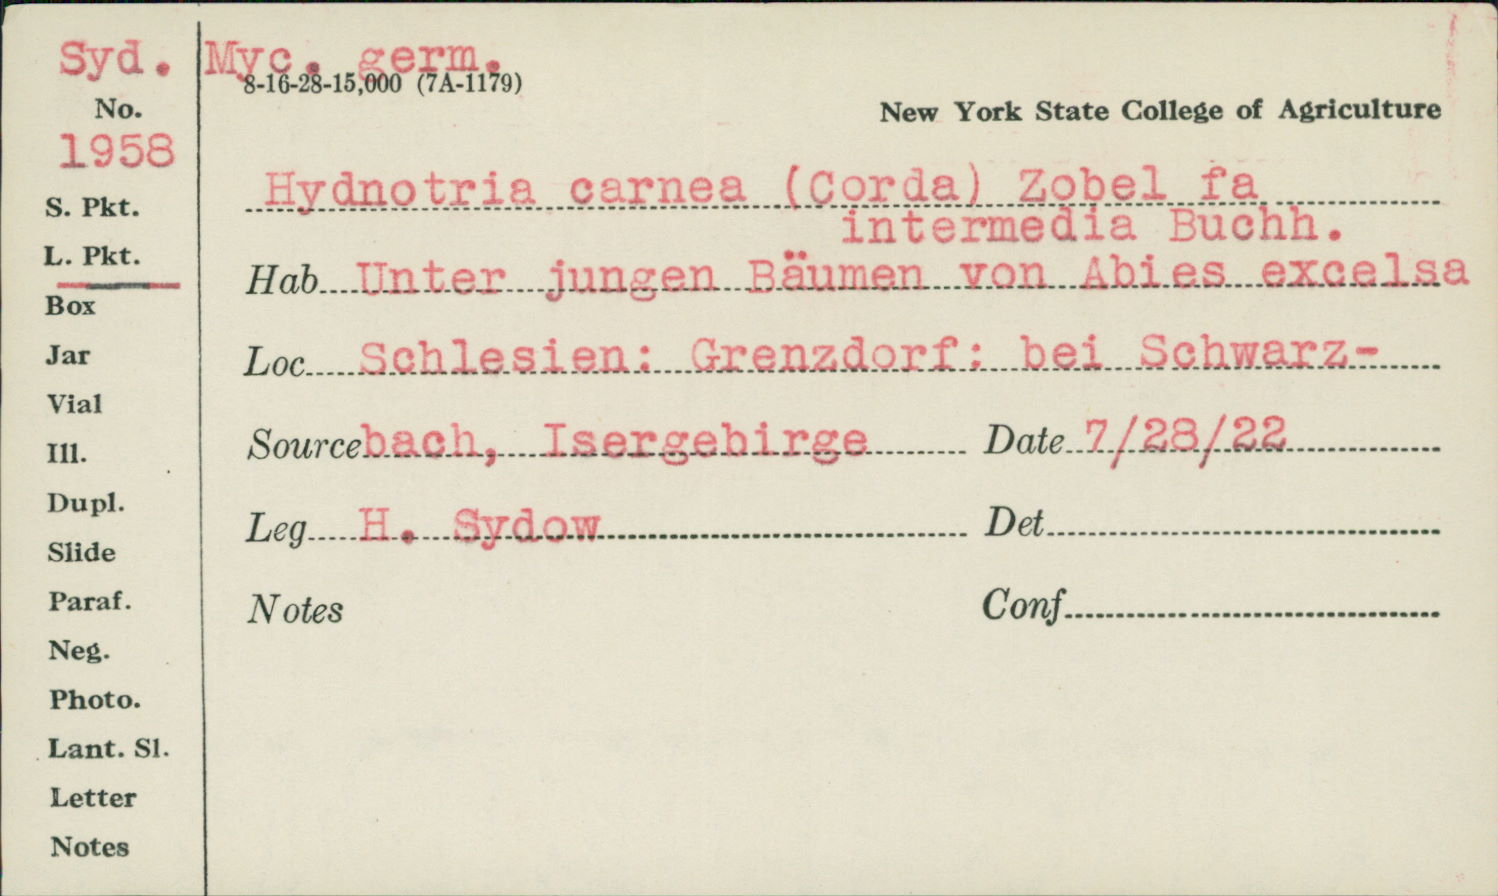 Syd. Myc. germ.
8-16-28-15,000 (7A-1179)
No.
New York State College of Agriculture
1958
Hydnotria carnea (Corda) Zobel fa
S. Pkt.
intermedia Buchh.
L. Pkt.
Hab Unter jungen Bäumen von Abies excelsa
Box
Jar
Loc Schlesien: Grenzdorf: bei Schwarz-
Vial
Source bach, Isergebirge Date 7/28/22
Ill.
Dupl.
Leg H. Sydow Det
Slide
Paraf.
Notes Conf
Neg.
Photo.
Lant. Sl.
Letter
Notes